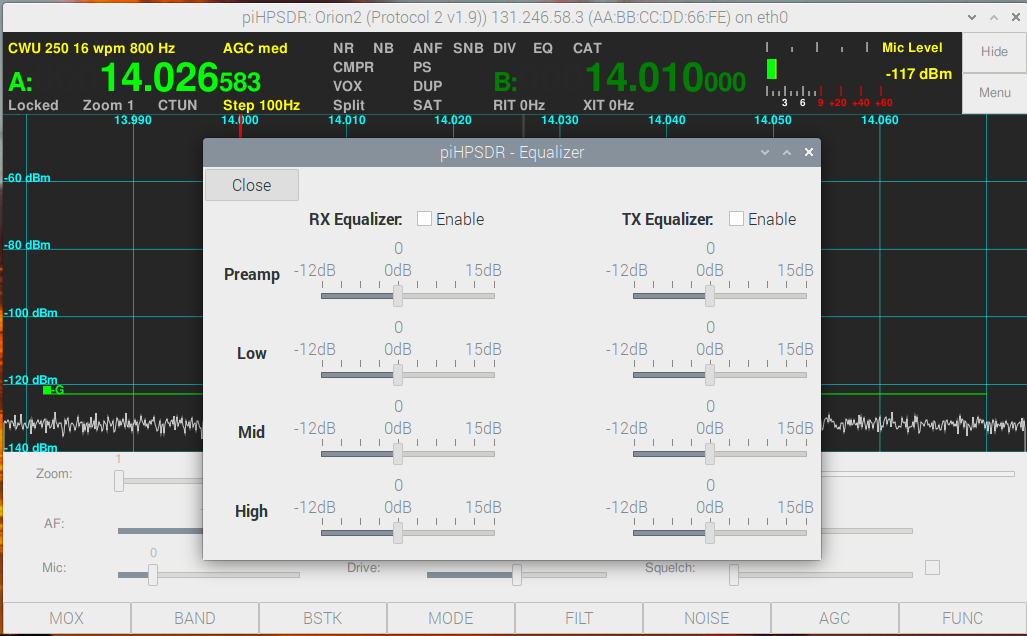 piHPSDR: Orion2 (Protocol 2 v1.9)) 131.246.58.3 (AA:BB:CC:DD:66:FE) on eth0
CWU 250 16 wpm 800 Hz AGC med NR NB ANF SNB DIV EQ CAT Mic Level Hide
A: 14.026583 CMPR PS B: 14.010000 -117 dBm
VOX DUP Menu
Locked Zoom 1 CTUN Step 100Hz Split SAT RIT 0Hz XIT 0Hz 3 6 9 +20 +40 +60
13.990 14.000 14.010 14.020 14.030 14.040 14.050 14.060
piHPSDR - Equalizer
-60 dBm
Close
RX Equalizer: Enable TX Equalizer: Enable
-80 dBm
0 0
Preamp -12dB 0dB 15dB -12dB 0dB 15dB
-100 dBm
0 0
Low -12dB 0dB 15dB -12dB 0dB 15dB
-120 dBm
-G
0 0
Mid -12dB 0dB 15dB -12dB 0dB 15dB
-140 dBm
1
Zoom:
0 0
High -12dB 0dB 15dB -12dB 0dB 15dB
AF:
0
Mic: Drive: Squelch:
MOX BAND BSTK MODE FILT NOISE AGC FUNC